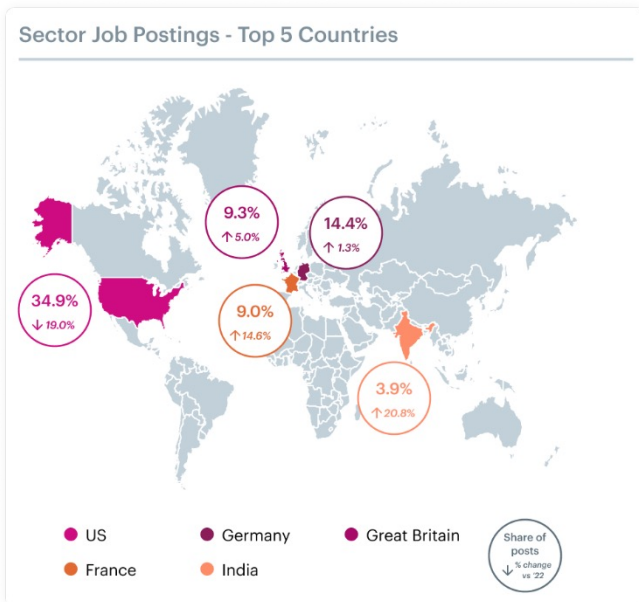 Sector Job Postings - Top 5 Countries
9.3%
↑ 5.0%
14.4%
↑ 1.3%
34.9%
↓ 19.0%
9.0%
↑ 14.6%
3.9%
↑ 20.8%
US
Germany
Great Britain
France
India
Share of
posts
↓ % change
vs '22